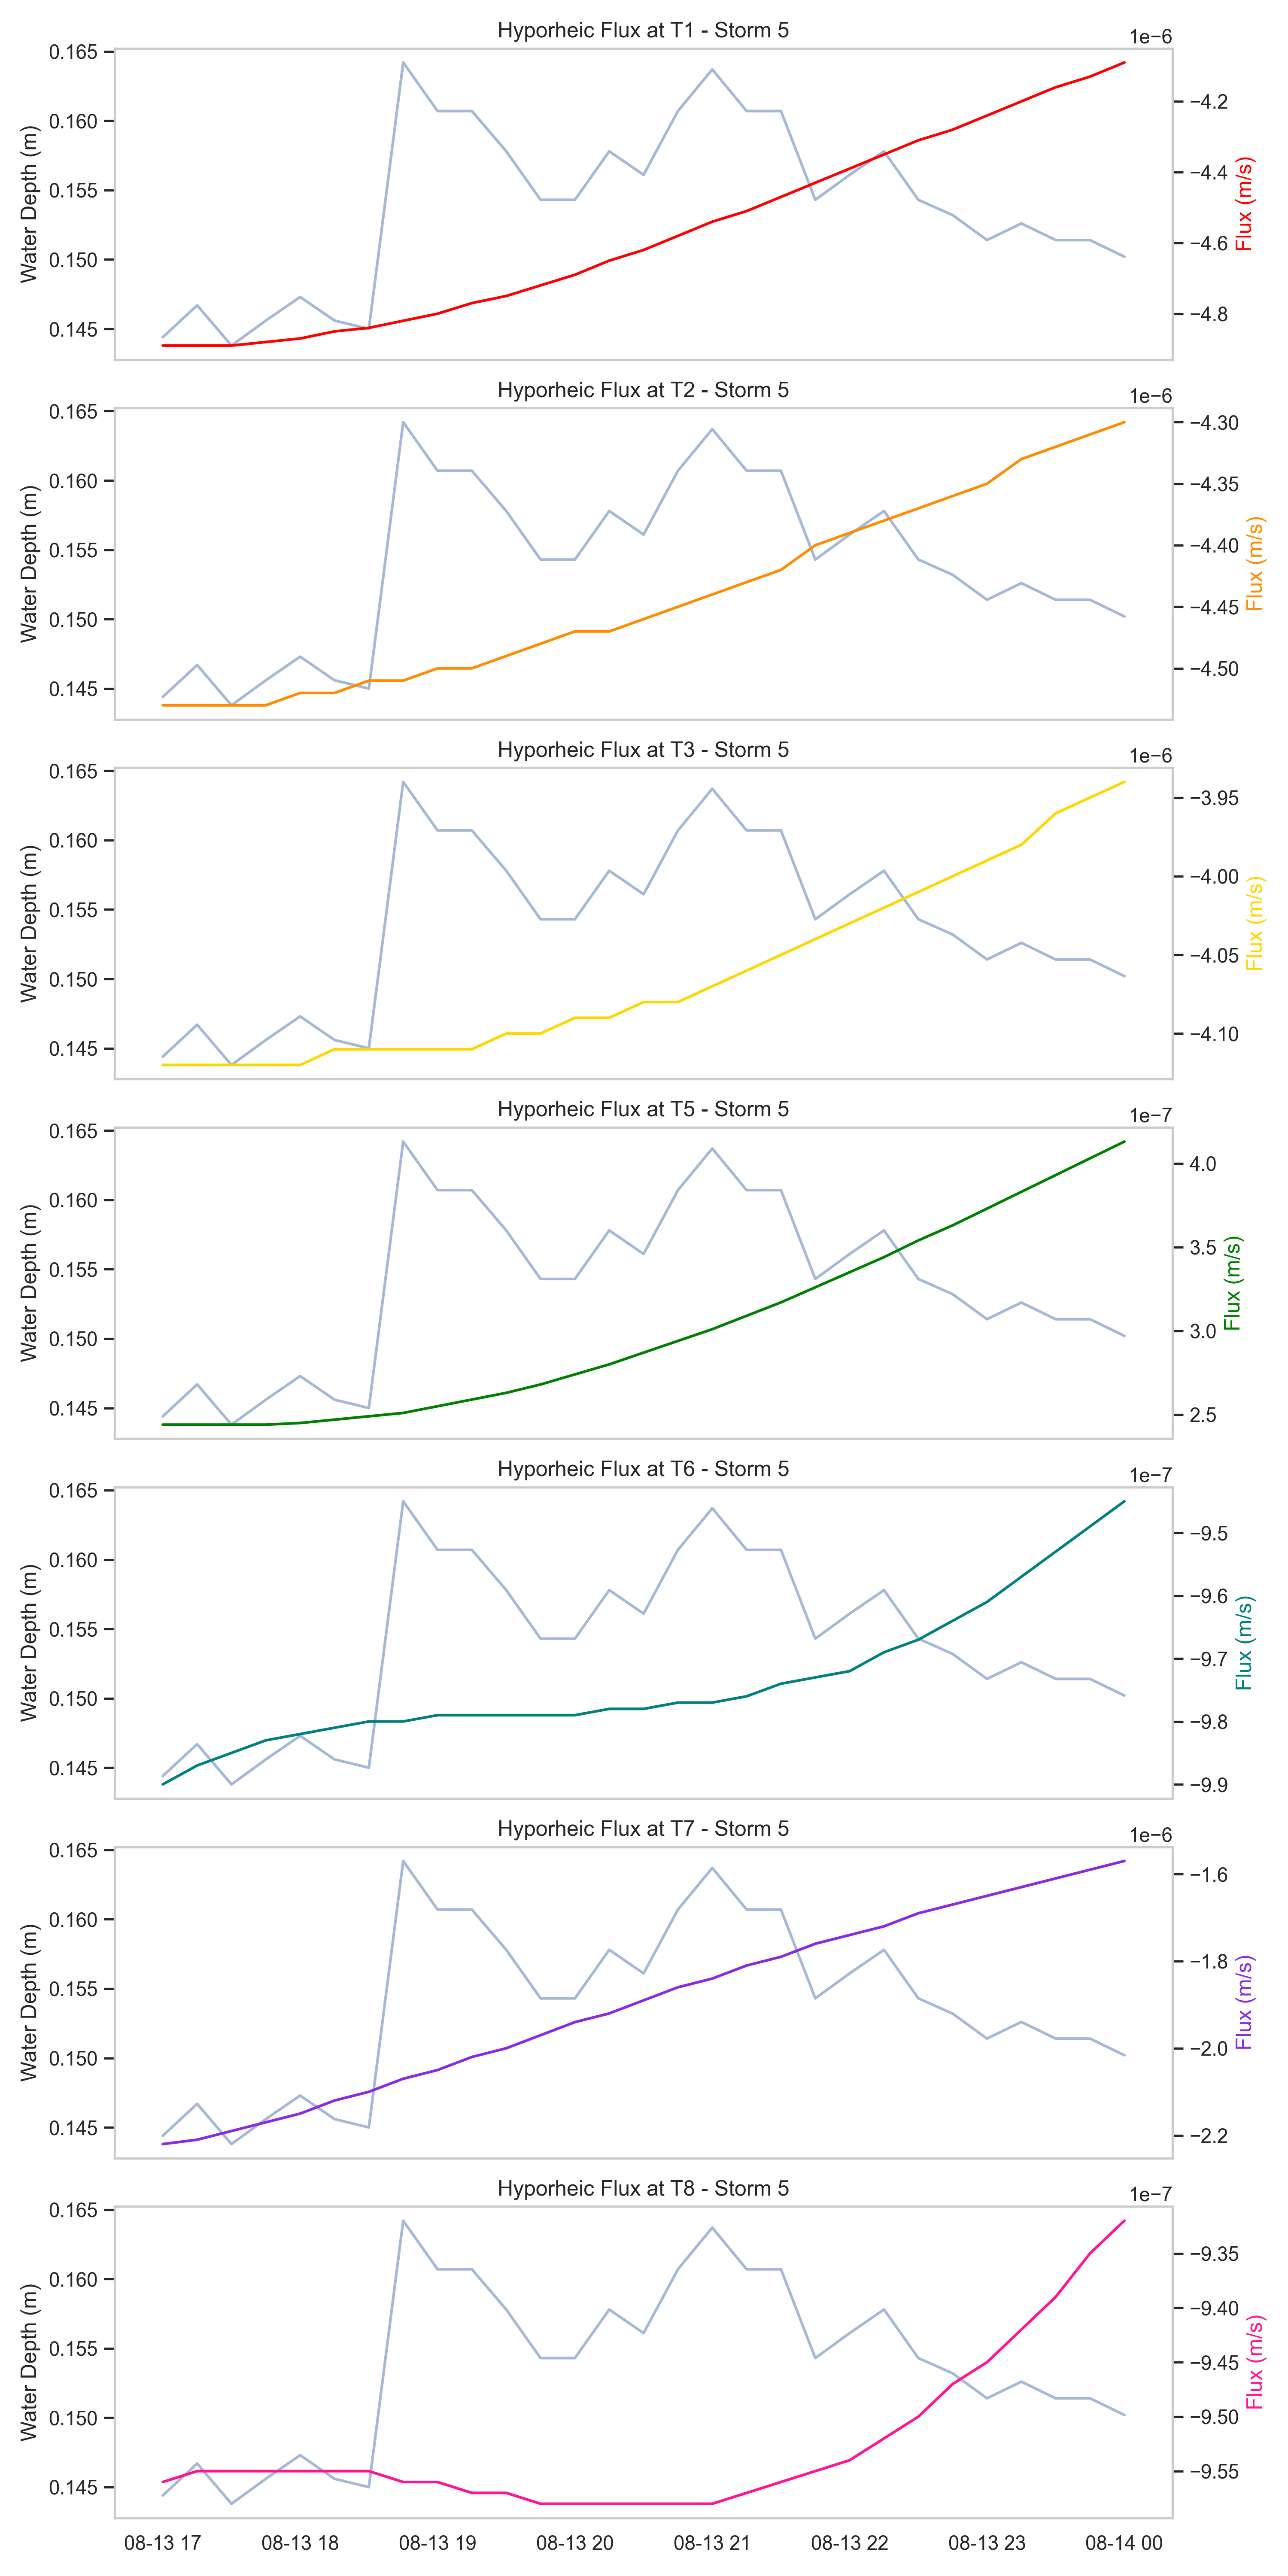 Hyporheic Flux at T1 - Storm 5
1e−6
0.165
0.160
0.155
0.150
0.145
Water Depth (m)
−4.2
−4.4
−4.6
−4.8
Flux (m/s)
Hyporheic Flux at T2 - Storm 5
1e−6
0.165
0.160
0.155
0.150
0.145
Water Depth (m)
−4.30
−4.35
−4.40
−4.45
−4.50
Flux (m/s)
Hyporheic Flux at T3 - Storm 5
1e−6
0.165
0.160
0.155
0.150
0.145
Water Depth (m)
−3.95
−4.00
−4.05
−4.10
Flux (m/s)
Hyporheic Flux at T5 - Storm 5
1e−7
0.165
0.160
0.155
0.150
0.145
Water Depth (m)
4.0
3.5
3.0
2.5
Flux (m/s)
Hyporheic Flux at T6 - Storm 5
1e−7
0.165
0.160
0.155
0.150
0.145
Water Depth (m)
−9.5
−9.6
−9.7
−9.8
−9.9
Flux (m/s)
Hyporheic Flux at T7 - Storm 5
1e−6
0.165
0.160
0.155
0.150
0.145
Water Depth (m)
−1.6
−1.8
−2.0
−2.2
Flux (m/s)
Hyporheic Flux at T8 - Storm 5
1e−7
0.165
0.160
0.155
0.150
0.145
Water Depth (m)
−9.35
−9.40
−9.45
−9.50
−9.55
Flux (m/s)
08-13 17 08-13 18 08-13 19 08-13 20 08-13 21 08-13 22 08-13 23 08-14 00